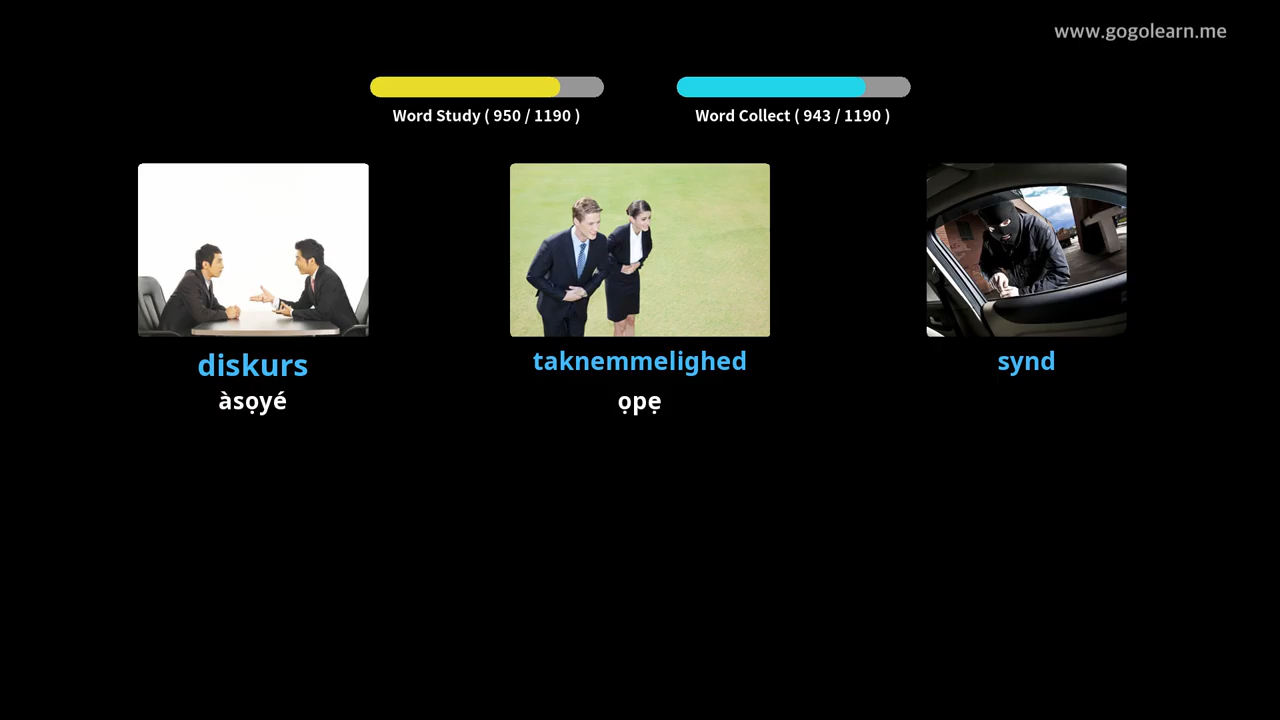 www.gogolearn.me
Word Study ( 950 / 1190 )
Word Collect ( 943 / 1190 )
diskurs
taknemmelighed
synd
àsọyé
ọpẹ